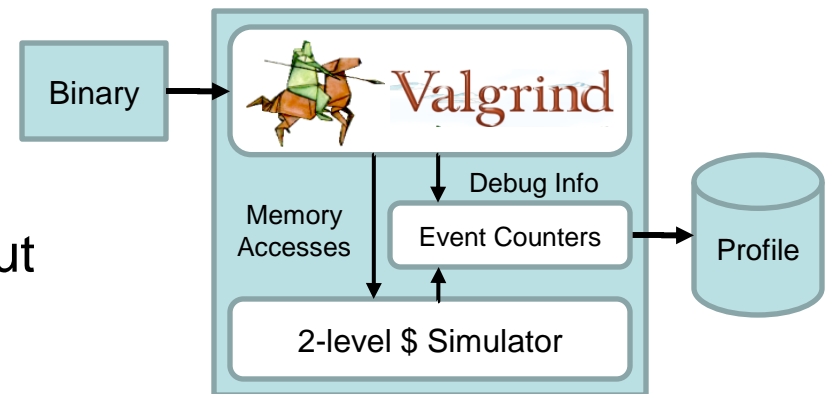 Binary
Valgrind
Debug Info
Memory
Accesses
Event Counters
Profile
ut
2-level $ Simulator